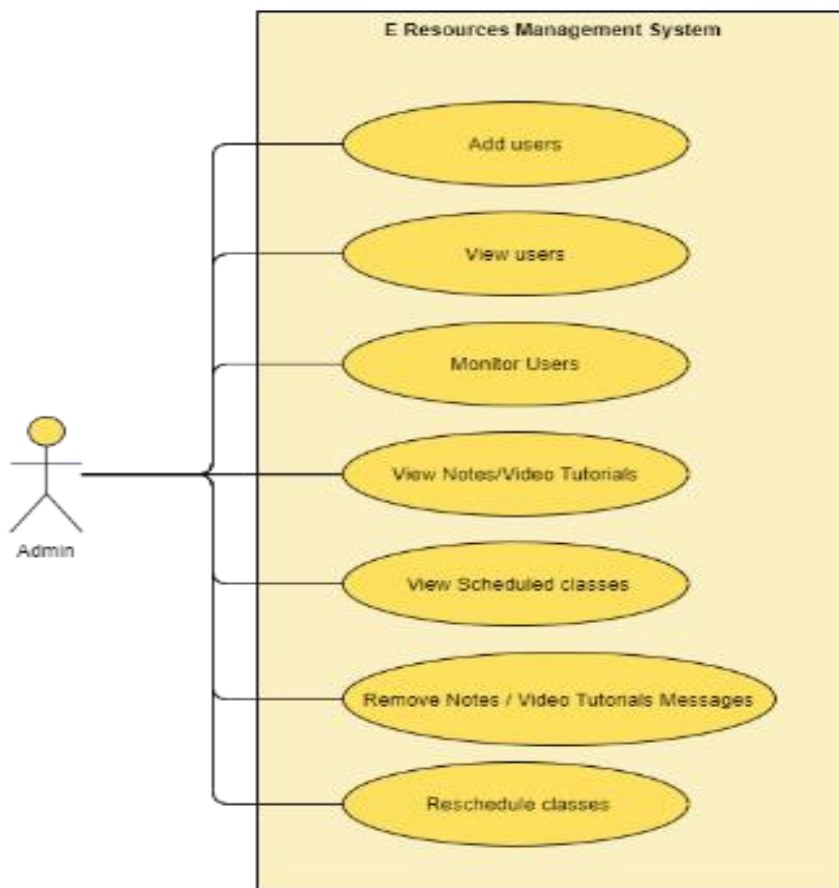 E Resources Management System
Add users
View users
Monitor Users
View Notes/Video Tutorials
Admin
View Scheduled classes
Remove Notes / Video Tutorials Messages
Reschedule classes